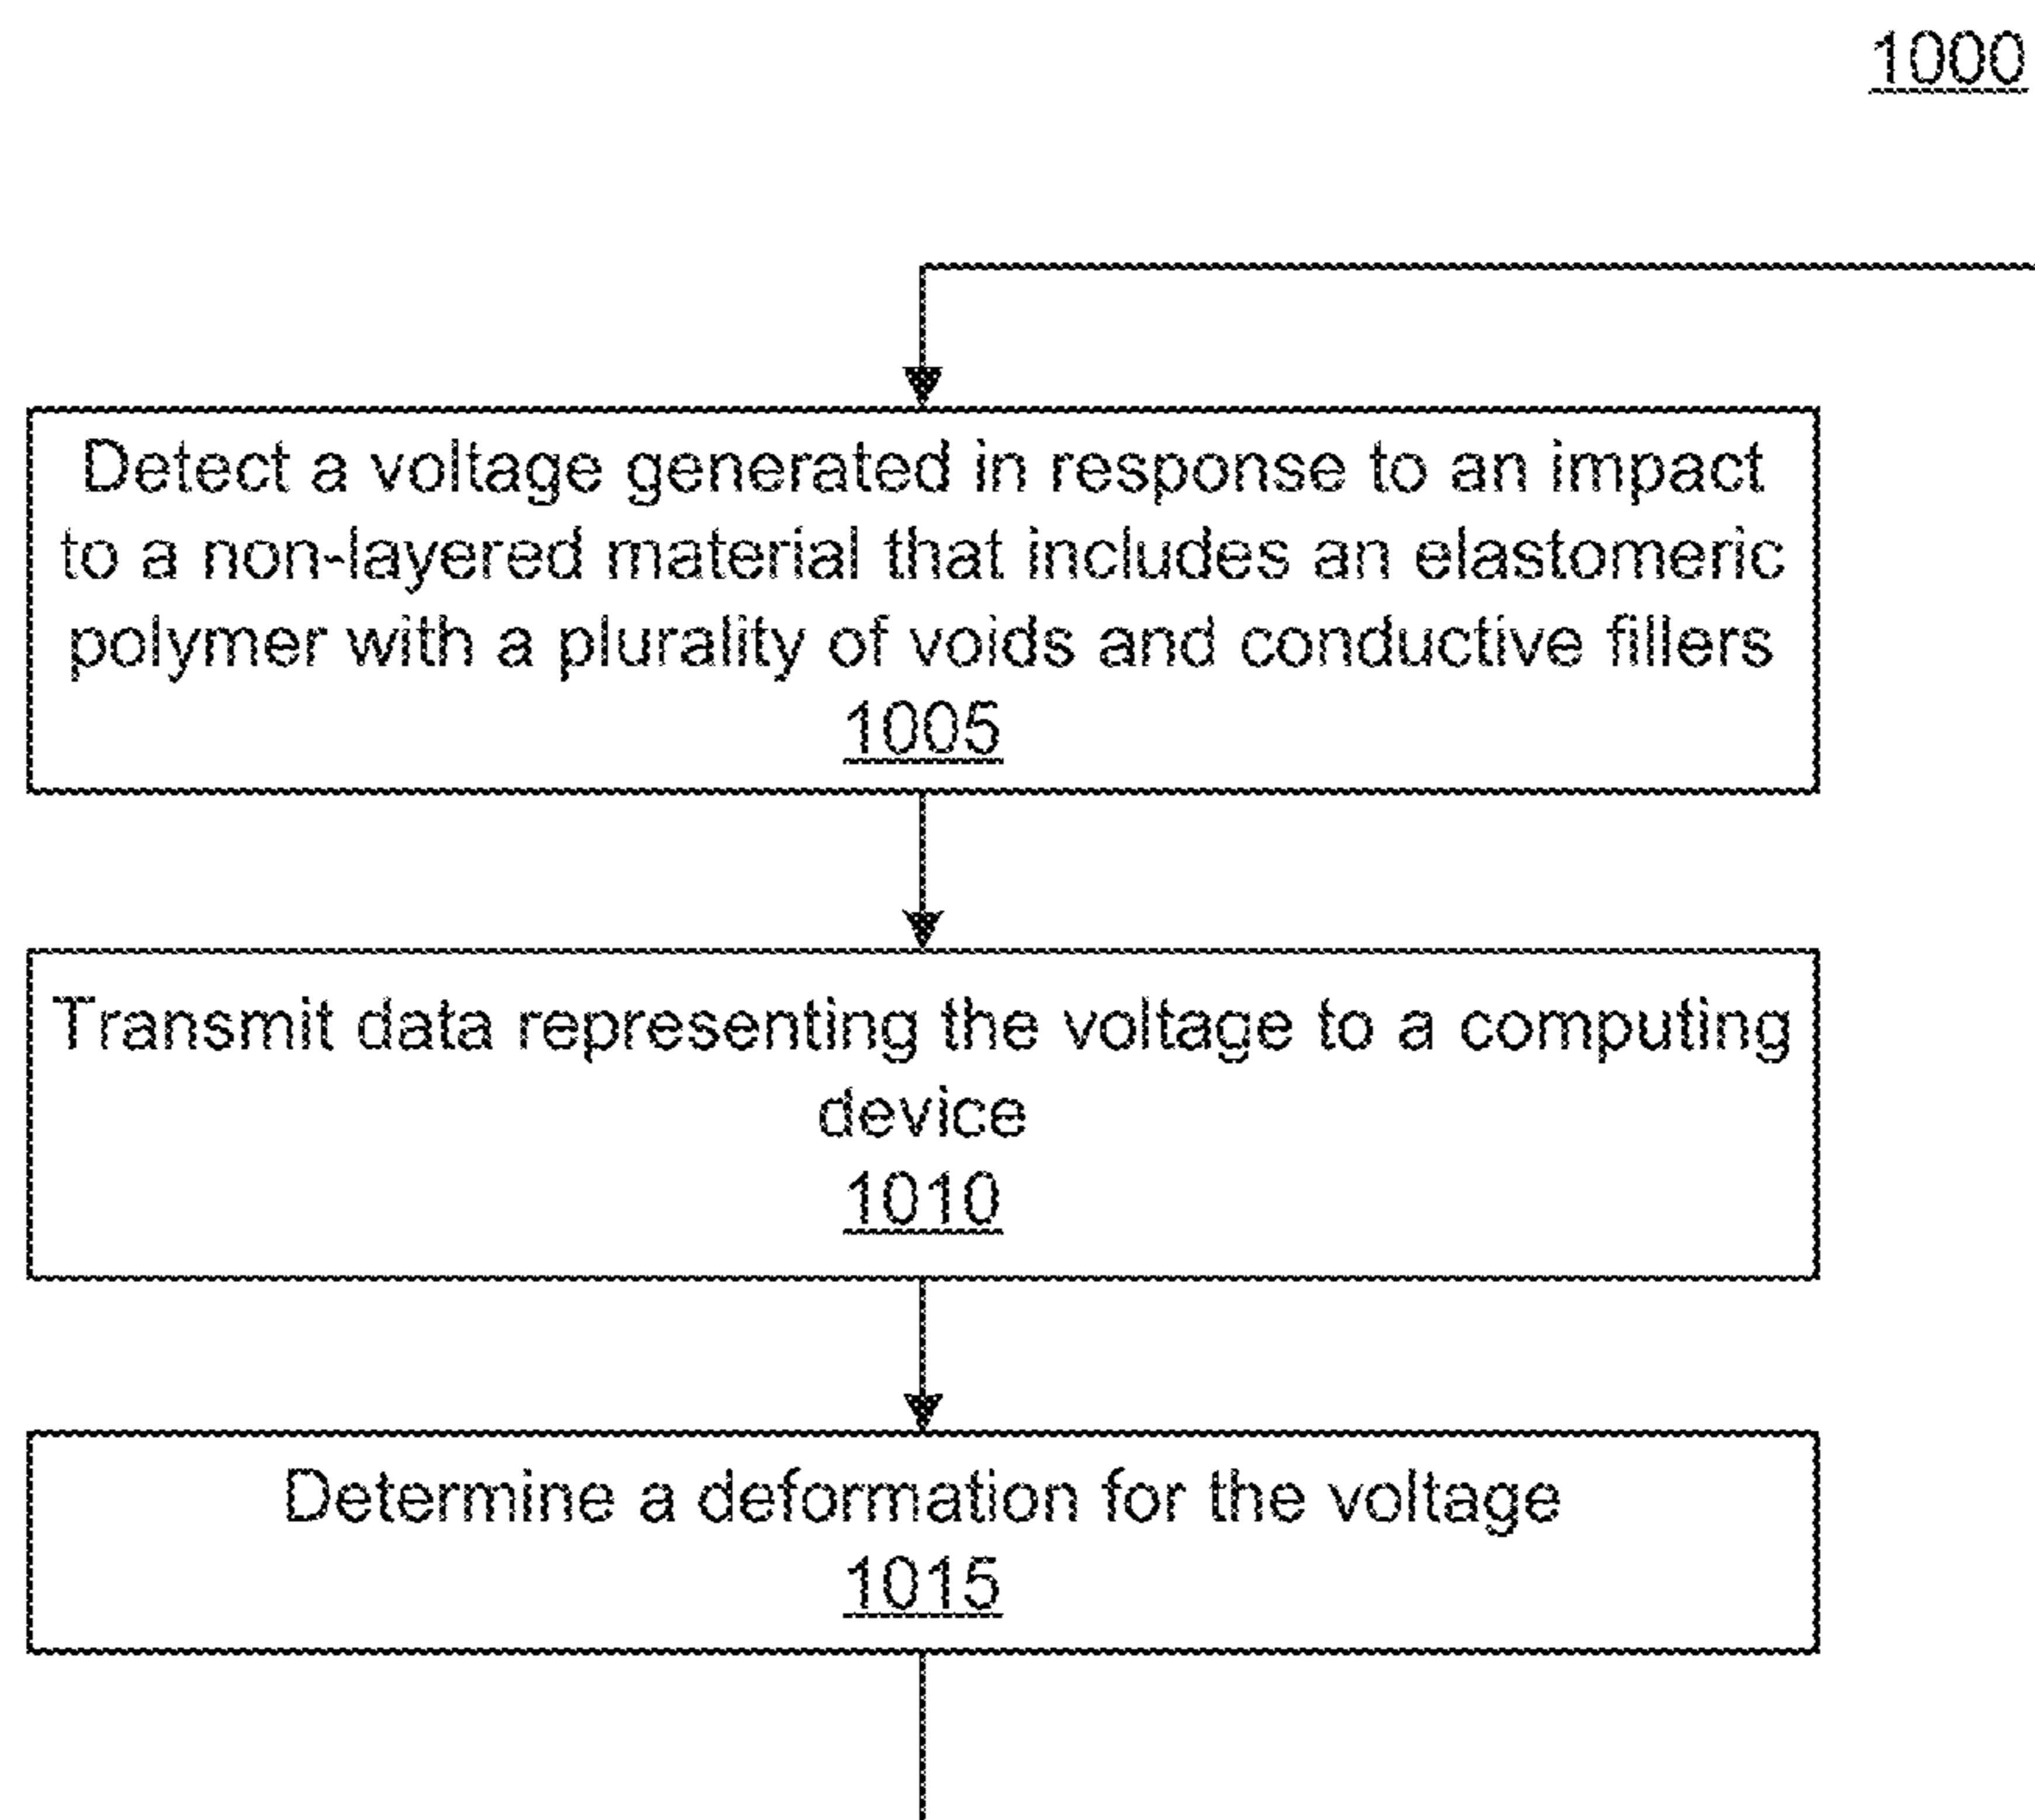 1000
Detect a voltage generated in response to an impact
to a non-layered material that includes an elastomeric
polymer with a plurality of voids and conductive fillers
1005
Transmit data representing the voltage to a computing
device
1010
Determine a deformation for the voltage
1015